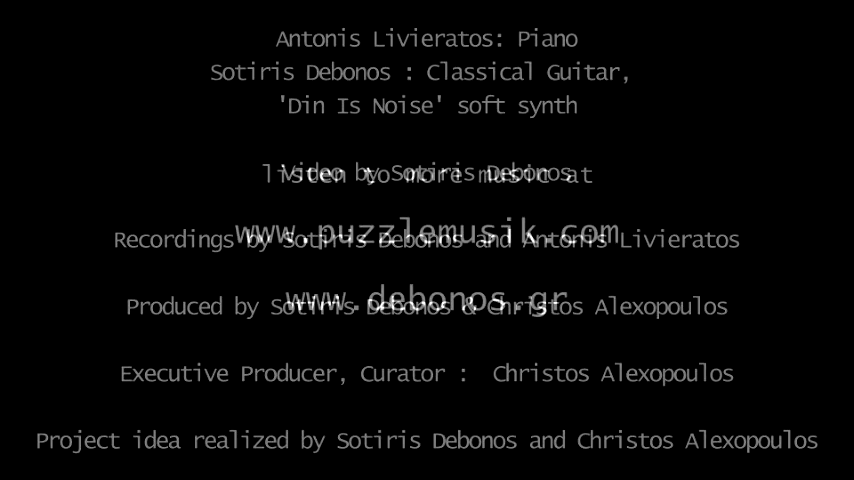 Antonis Livieratos: Piano
Sotiris Debonos : Classical Guitar,
'Din Is Noise' soft synth
Video by Sotiris Debonos
listen to more music at
www.puzzlemusik.com
Recordings by Sotiris Debonos and Antonis Livieratos
www.debonos.gr
Produced by Sotiris Debonos & Christos Alexopoulos
Executive Producer, Curator :  Christos Alexopoulos
Project idea realized by Sotiris Debonos and Christos Alexopoulos